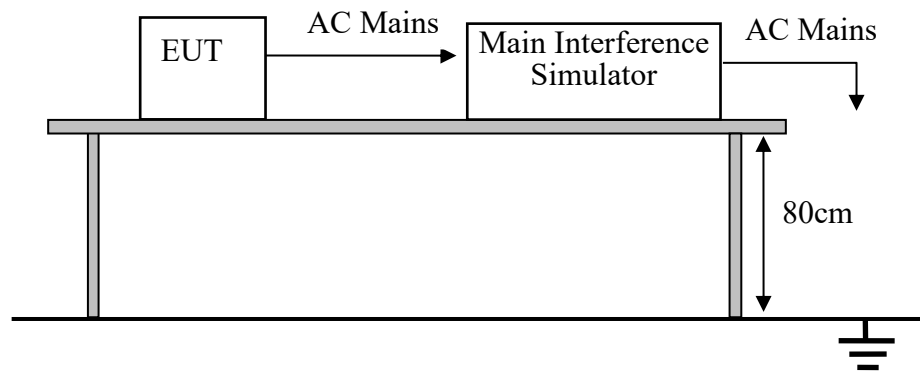 EUT
AC Mains
Main Interference
Simulator
AC Mains
80cm